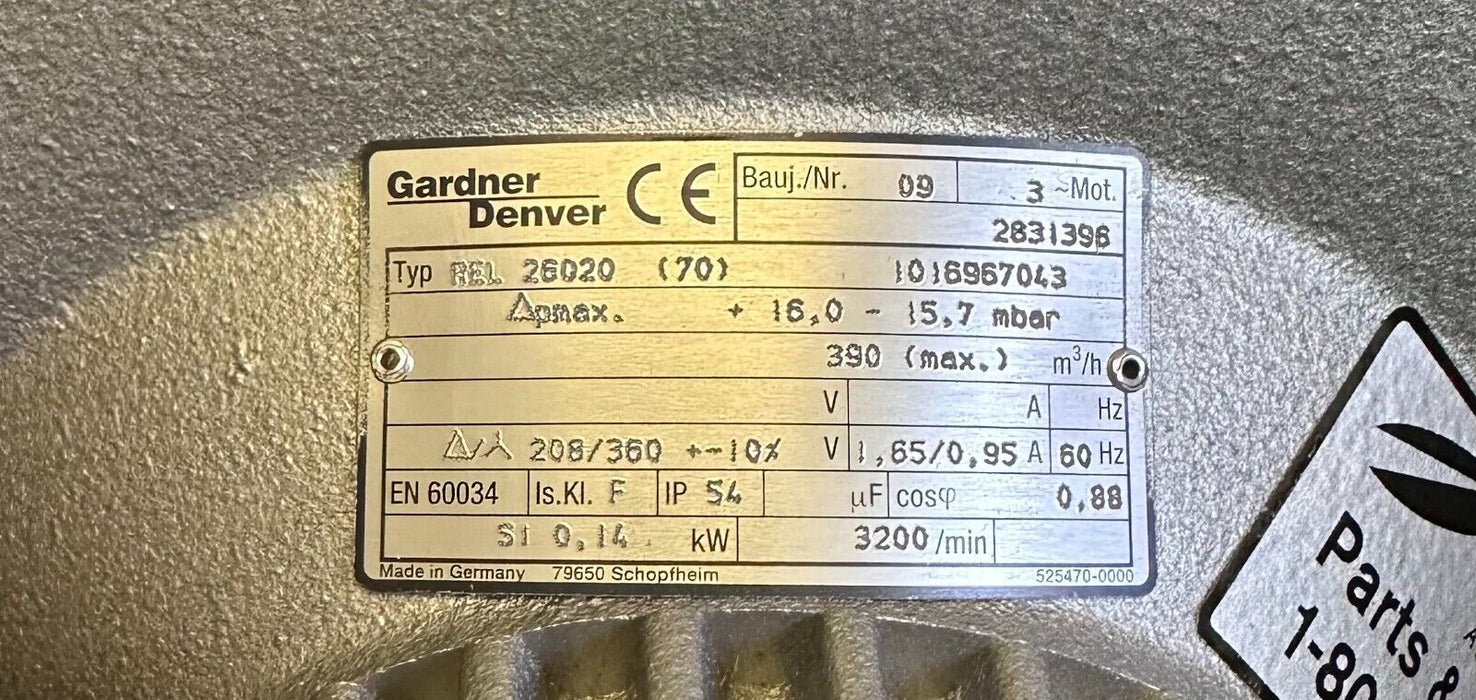 Gardner
Denver CE
Bauj./Nr. 09 3 ~Mot.
2831396
Typ REL 26020 (70) 1016967043
Δpmax. + 16,0 - 15,7 mbar
390 (max.) m³/h
V A Hz
Δ/⅄ 208/360 +-10% V 1,65/0,95 A 60 Hz
EN 60034 Is.Kl. F IP 54 µF cosφ 0,88
S1 0,14 kW 3200 /min
Made in Germany 79650 Schopfheim 525470-0000
Parts &
1-80